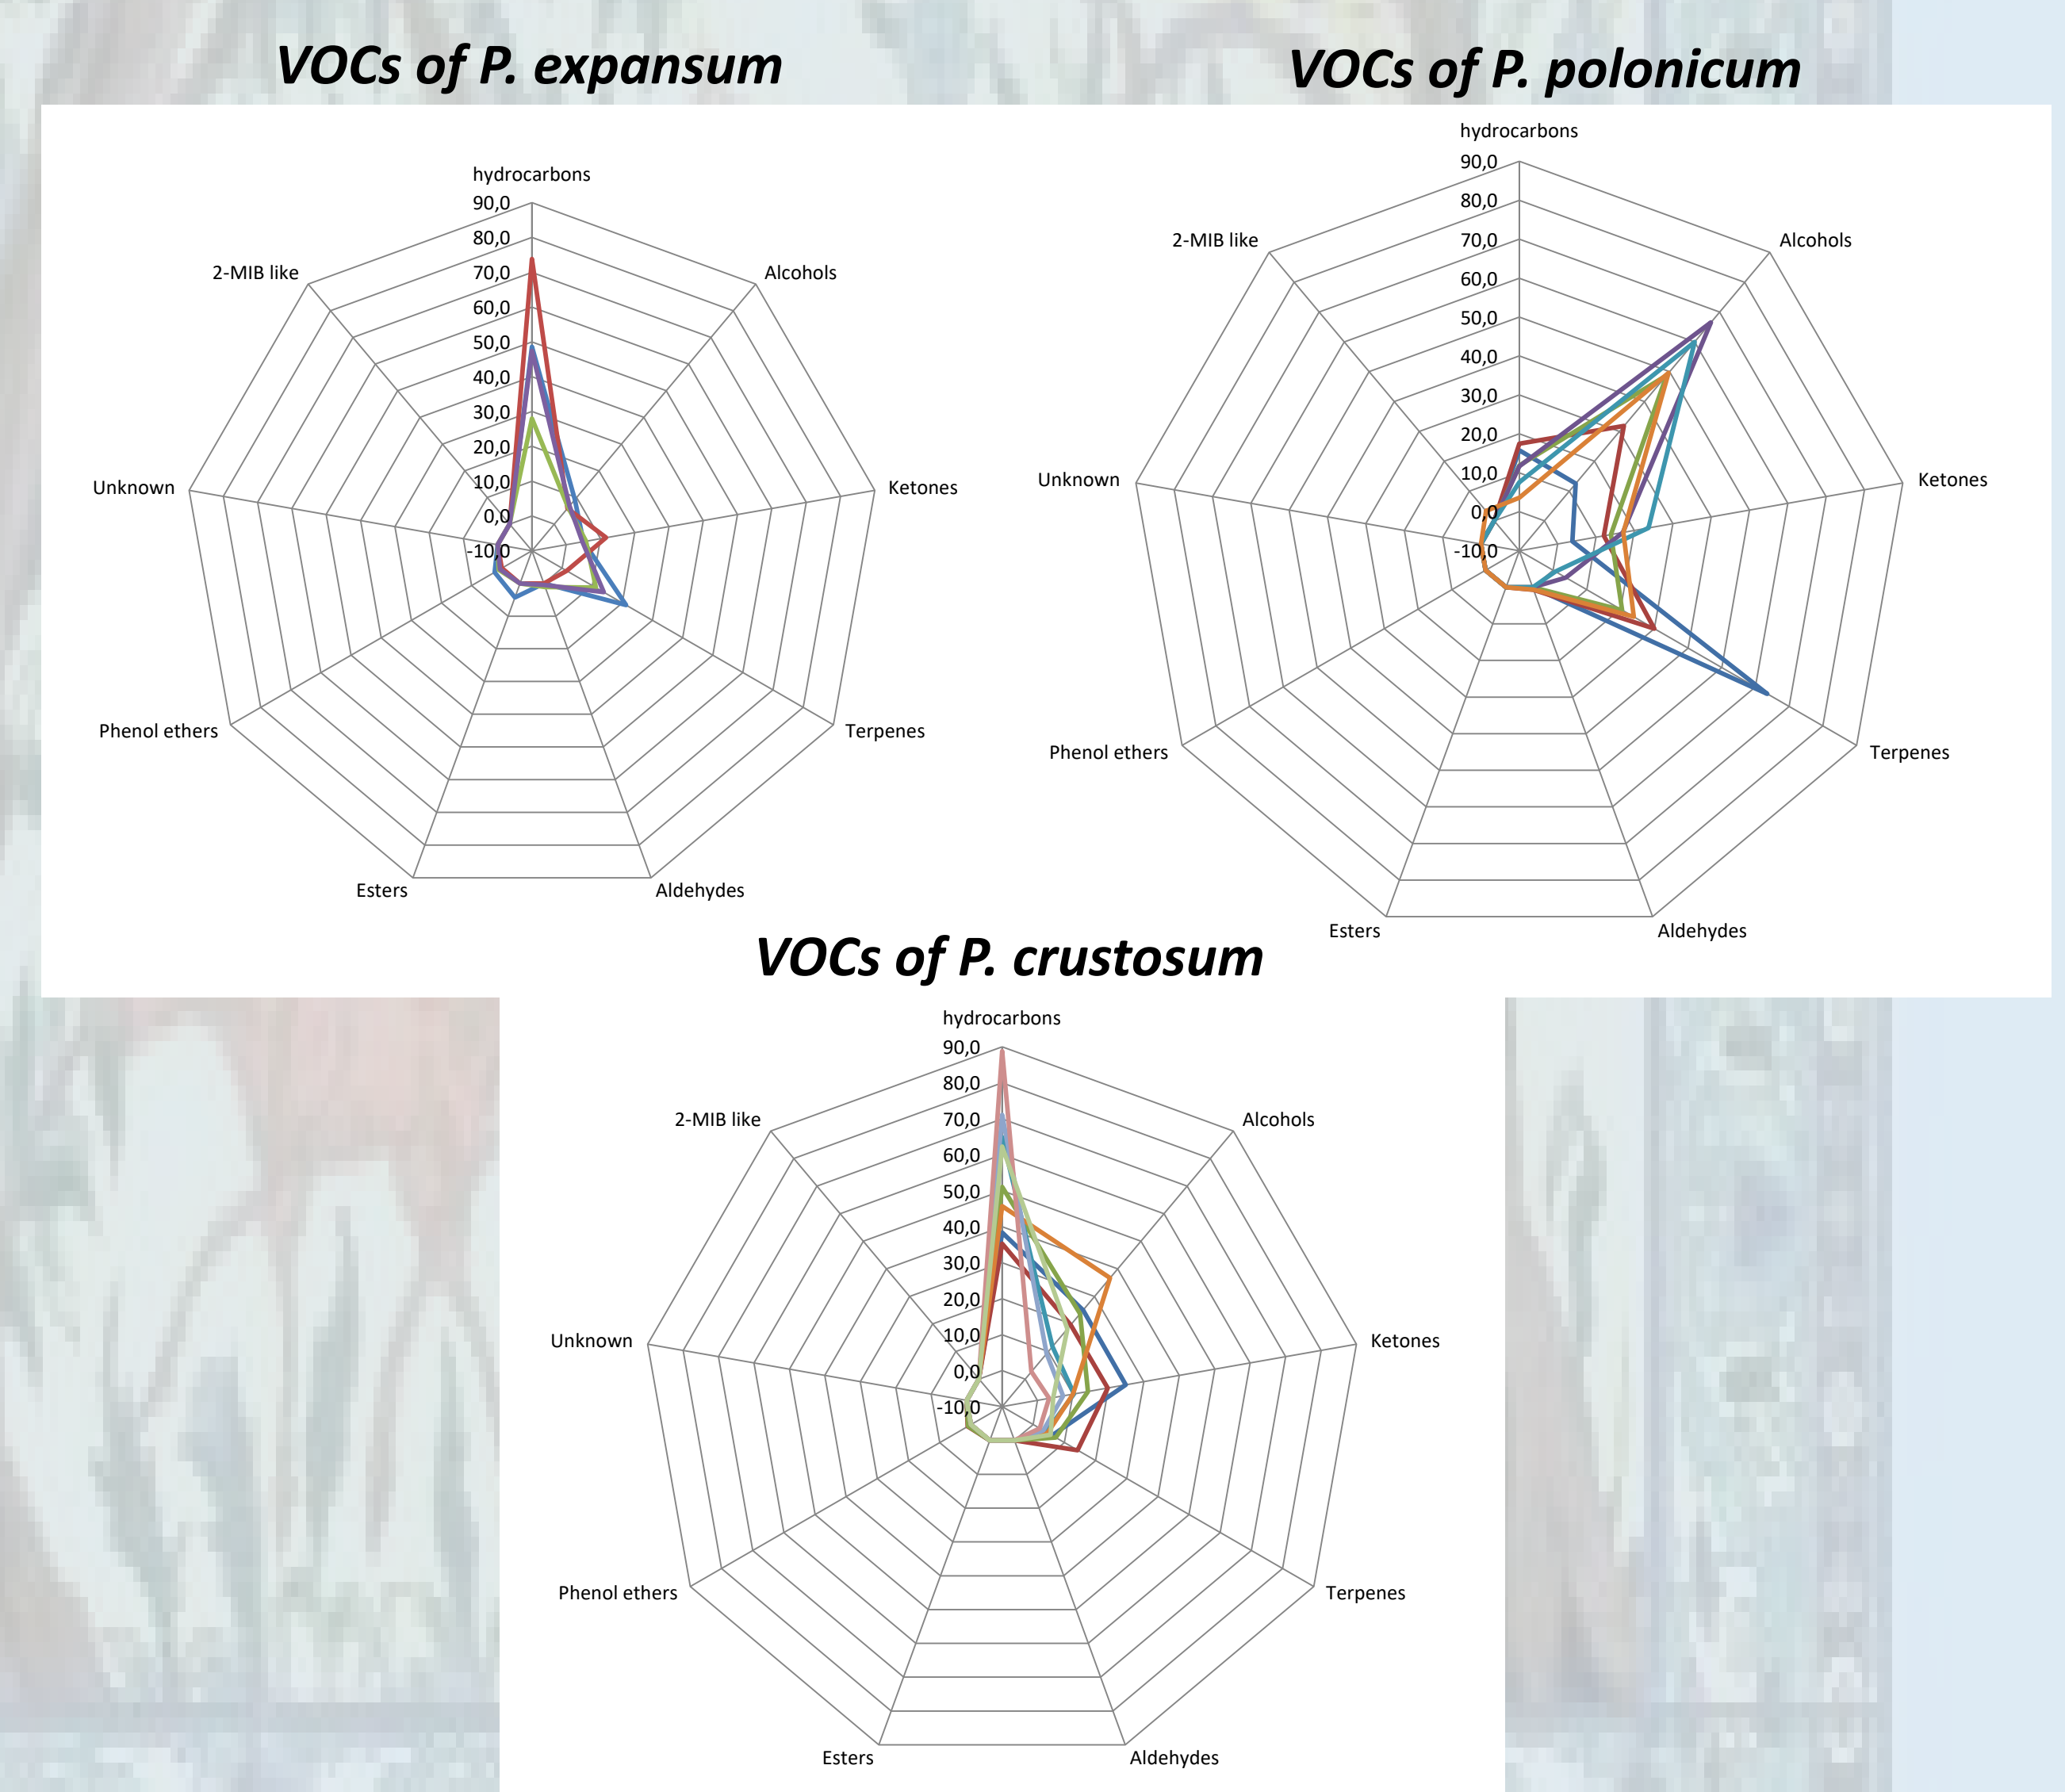 VOCs of P. expansum
hydrocarbons
90,0
80,0
70,0
60,0
50,0
40,0
30,0
20,0
10,0
0,0
-10,0
Alcohols
Ketones
Terpenes
Aldehydes
Esters
Phenol ethers
Unknown
2-MIB like
VOCs of P. polonicum
hydrocarbons
90,0
80,0
70,0
60,0
50,0
40,0
30,0
20,0
10,0
0,0
-10,0
Alcohols
Ketones
Terpenes
Aldehydes
Esters
Phenol ethers
Unknown
2-MIB like
VOCs of P. crustosum
hydrocarbons
90,0
80,0
70,0
60,0
50,0
40,0
30,0
20,0
10,0
0,0
-10,0
Alcohols
Ketones
Terpenes
Aldehydes
Esters
Phenol ethers
Unknown
2-MIB like